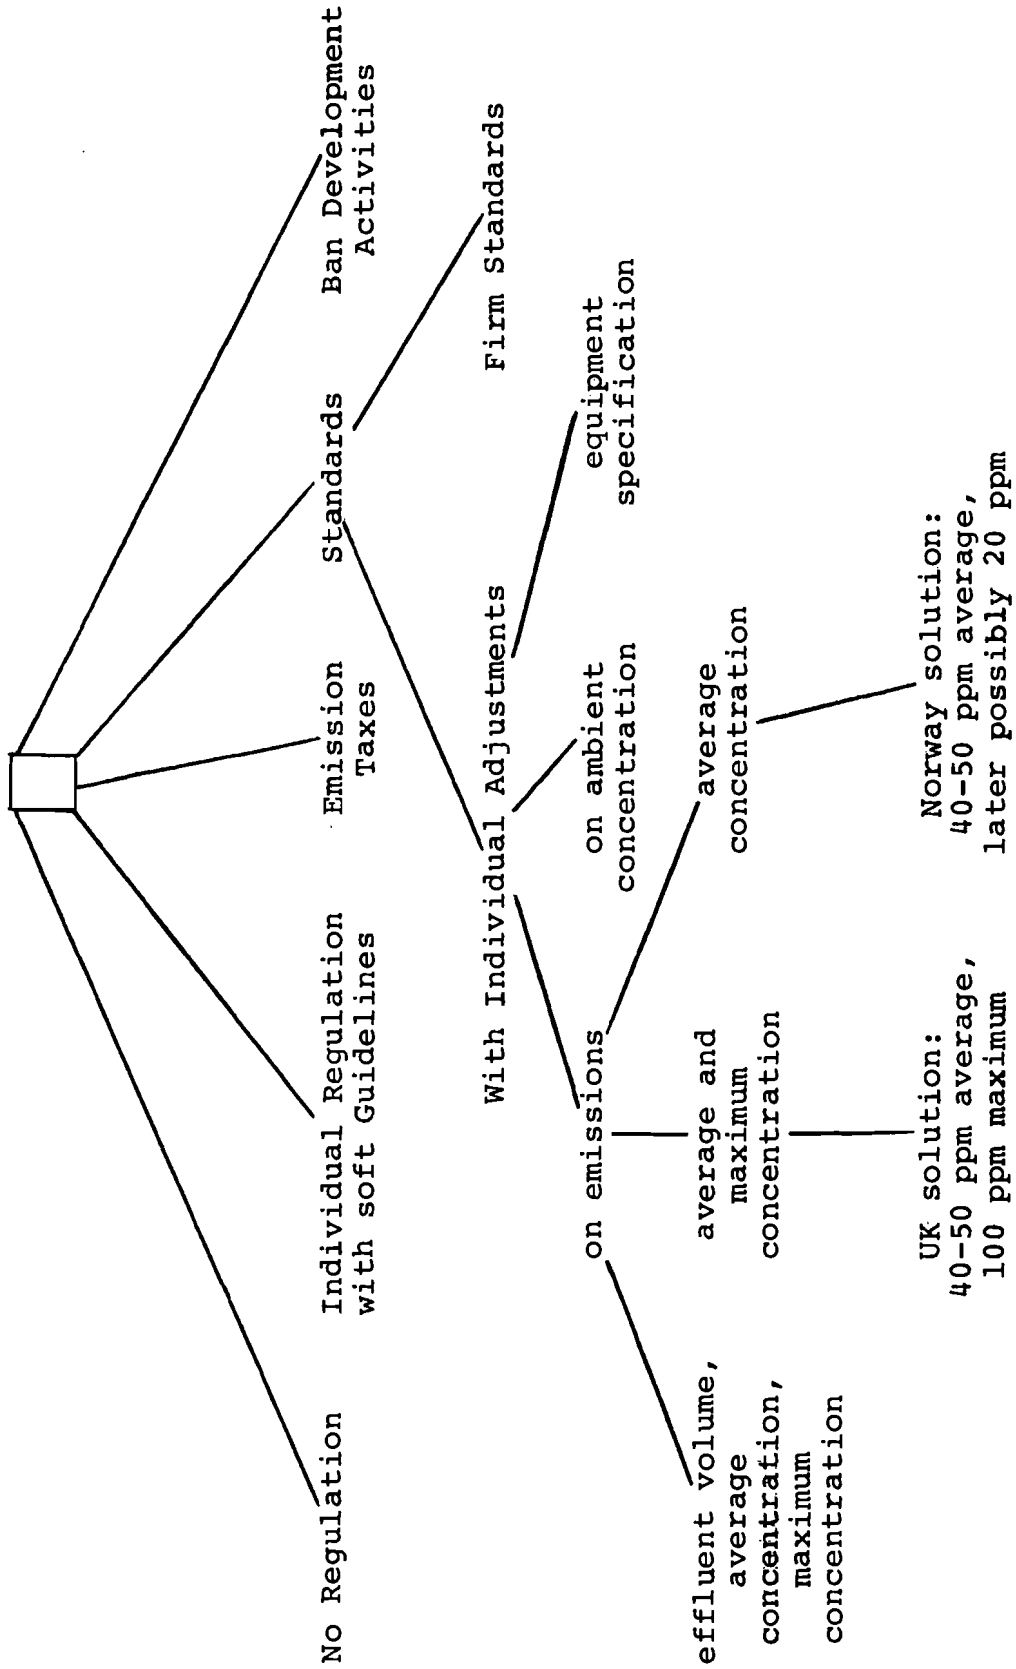 No Regulation
Individual Regulation
with soft Guidelines
Emission
Taxes
Standards
Ban Development
Activities
With Individual Adjustments
Firm Standards
on emissions
on ambient
concentration
equipment
specification
effluent volume,
average
concentration,
maximum
concentration
average and
maximum
concentration
average
concentration
UK solution:
40-50 ppm average,
100 ppm maximum
Norway solution:
40-50 ppm average,
later possibly 20 ppm